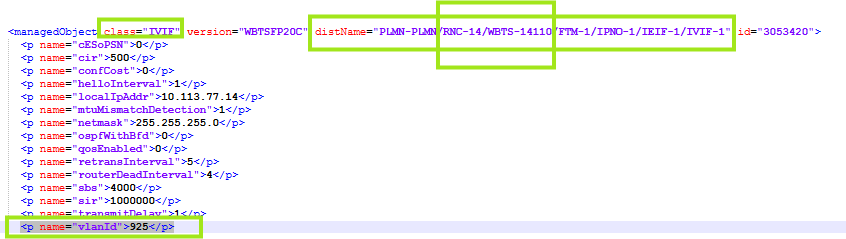 <managedObject class="IVIF" version="WBTSFP20C" distName="PLMN-PLMN/RNC-14/WBTS-14110/FTM-1/IPNO-1/IEIF-1/IVIF-1" id="3053420">
<p name="cESoPSN">0</p>
<p name="cir">500</p>
<p name="confCost">0</p>
<p name="helloInterval">1</p>
<p name="localIpAddr">10.113.77.14</p>
<p name="mtuMismatchDetection">1</p>
<p name="netmask">255.255.255.0</p>
<p name="ospfWithBfd">0</p>
<p name="qosEnabled">0</p>
<p name="retransInterval">5</p>
<p name="routerDeadInterval">4</p>
<p name="sbs">4000</p>
<p name="sir">1000000</p>
<p name="transmitDelay">1</p>
<p name="vlanId">925</p>